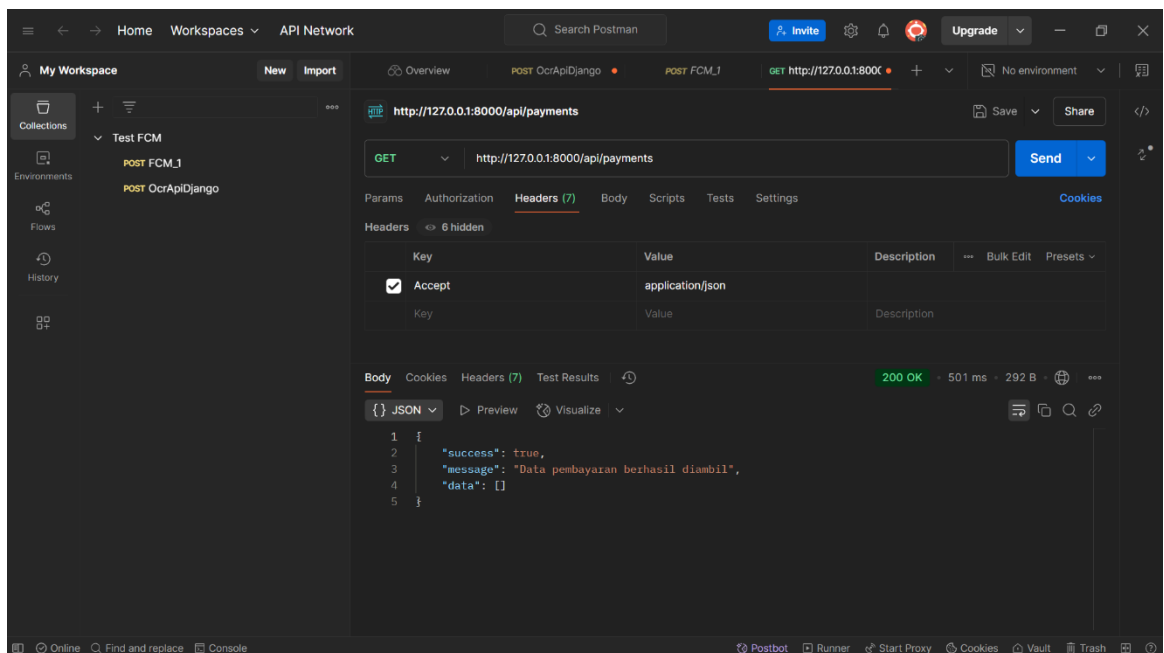 Home Workspaces API Network Search Postman Invite Upgrade
My Workspace New Import Overview POST OcrApiDjango POST FCM_1 GET http://127.0.0.1:8000 No environment
Collections
Test FCM
POST FCM_1
POST OcrApiDjango
Environments
Flows
History
HTTP http://127.0.0.1:8000/api/payments Save Share
GET http://127.0.0.1:8000/api/payments Send
Params Authorization Headers (7) Body Scripts Tests Settings Cookies
Headers 6 hidden
Key Value Description Bulk Edit Presets
Accept application/json
Key Value Description
Body Cookies Headers (7) Test Results 200 OK 501 ms 292 B
{} JSON Preview Visualize
1 {
2 "success": true,
3 "message": "Data pembayaran berhasil diambil",
4 "data": []
5 }
Online Find and replace Console Postbot Runner Start Proxy Cookies Vault Trash